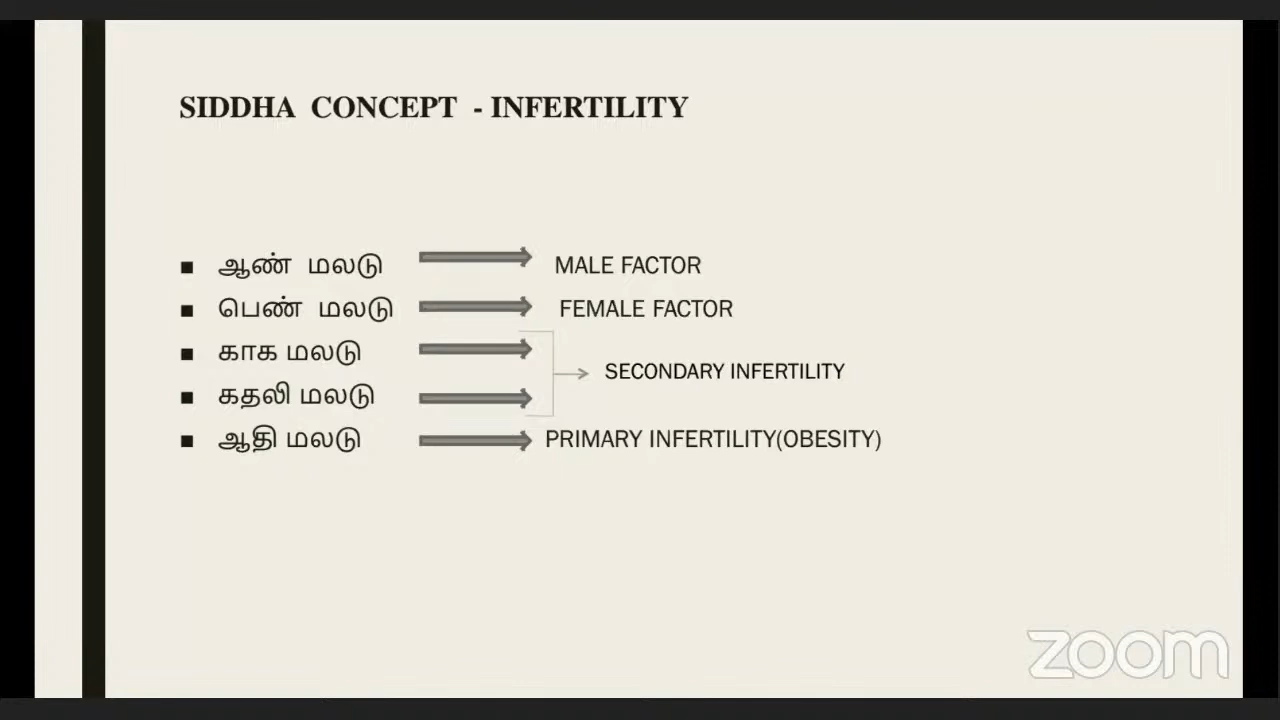 SIDDHA CONCEPT - INFERTILITY
ஆண் மலடு MALE FACTOR
பெண் மலடு FEMALE FACTOR
காக மலடு
SECONDARY INFERTILITY
கதலி மலடு
ஆதி மலடு PRIMARY INFERTILITY(OBESITY)
zoom